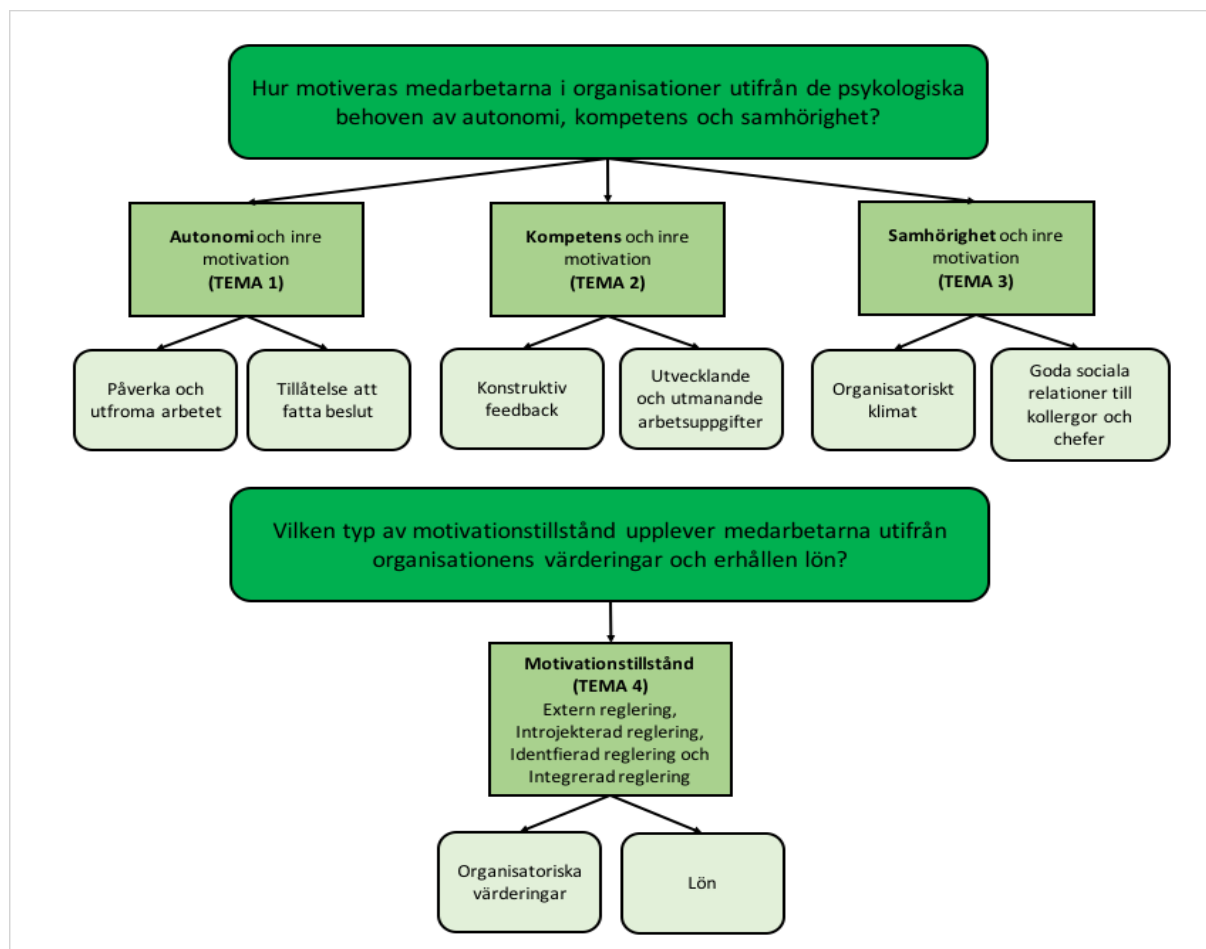 Hur motiveras medarbetarna i organisationer utifrån de psykologiska
behoven av autonomi, kompetens och samhörighet?
Autonomi och inre
motivation
(TEMA 1)
Kompetens och inre
motivation
(TEMA 2)
Samhörighet och inre
motivation
(TEMA 3)
Påverka och
utfroma arbetet
Tillåtelse att
fatta beslut
Konstruktiv
feedback
Utvecklande
och utmanande
arbetsuppgifter
Organisatoriskt
klimat
Goda sociala
relationer till
kollergor och
chefer
Vilken typ av motivationstillstånd upplever medarbetarna utifrån
organisationens värderingar och erhållen lön?
Motivationstillstånd
(TEMA 4)
Extern reglering,
Introjekterad reglering,
Identfierad reglering och
Integrerad reglering
Organisatoriska
värderingar
Lön